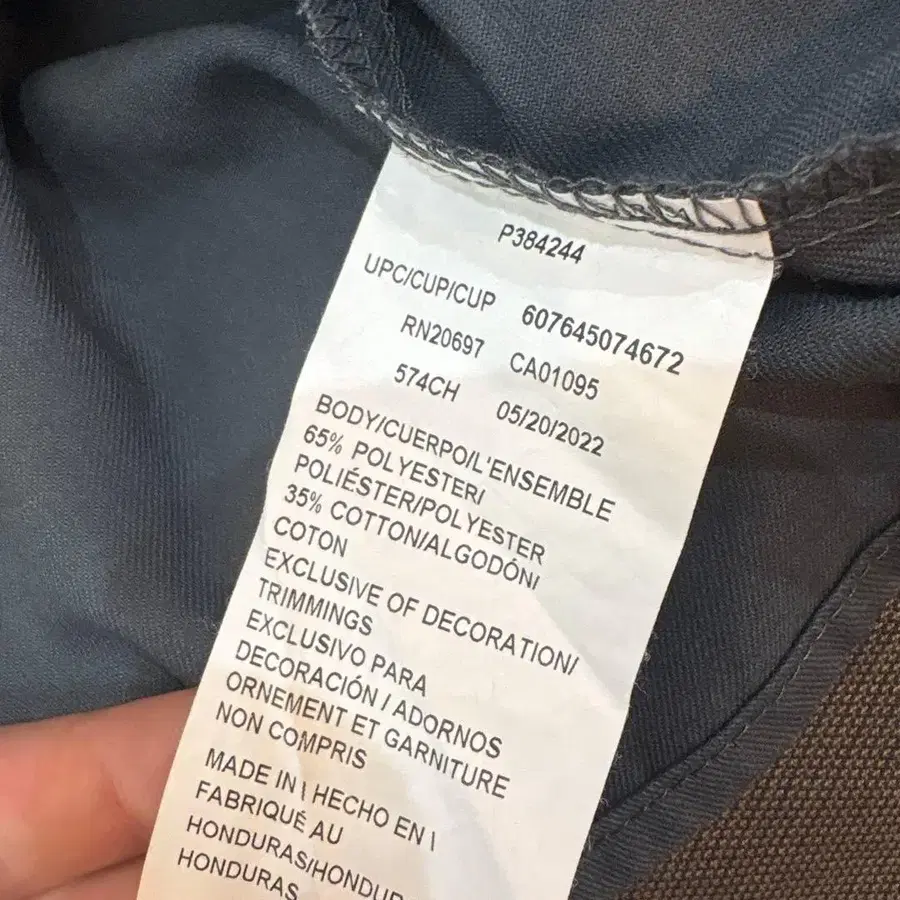 P384244
UPC/CUP/CUP 607645074672
RN20697 CA01095
574CH 05/20/2022
BODY/CUERPO/L'ENSEMBLE
65% POLYESTER/
POLIÉSTER/POLYESTER
35% COTTON/ALGODÓN/
COTON
EXCLUSIVE OF DECORATION/
TRIMMINGS
EXCLUSIVO PARA
DECORACIÓN / ADORNOS
ORNEMENT ET GARNITURE
NON COMPRIS
MADE IN \ HECHO EN \
FABRIQUÉ AU
HONDURAS/HONDUR
HONDURAS